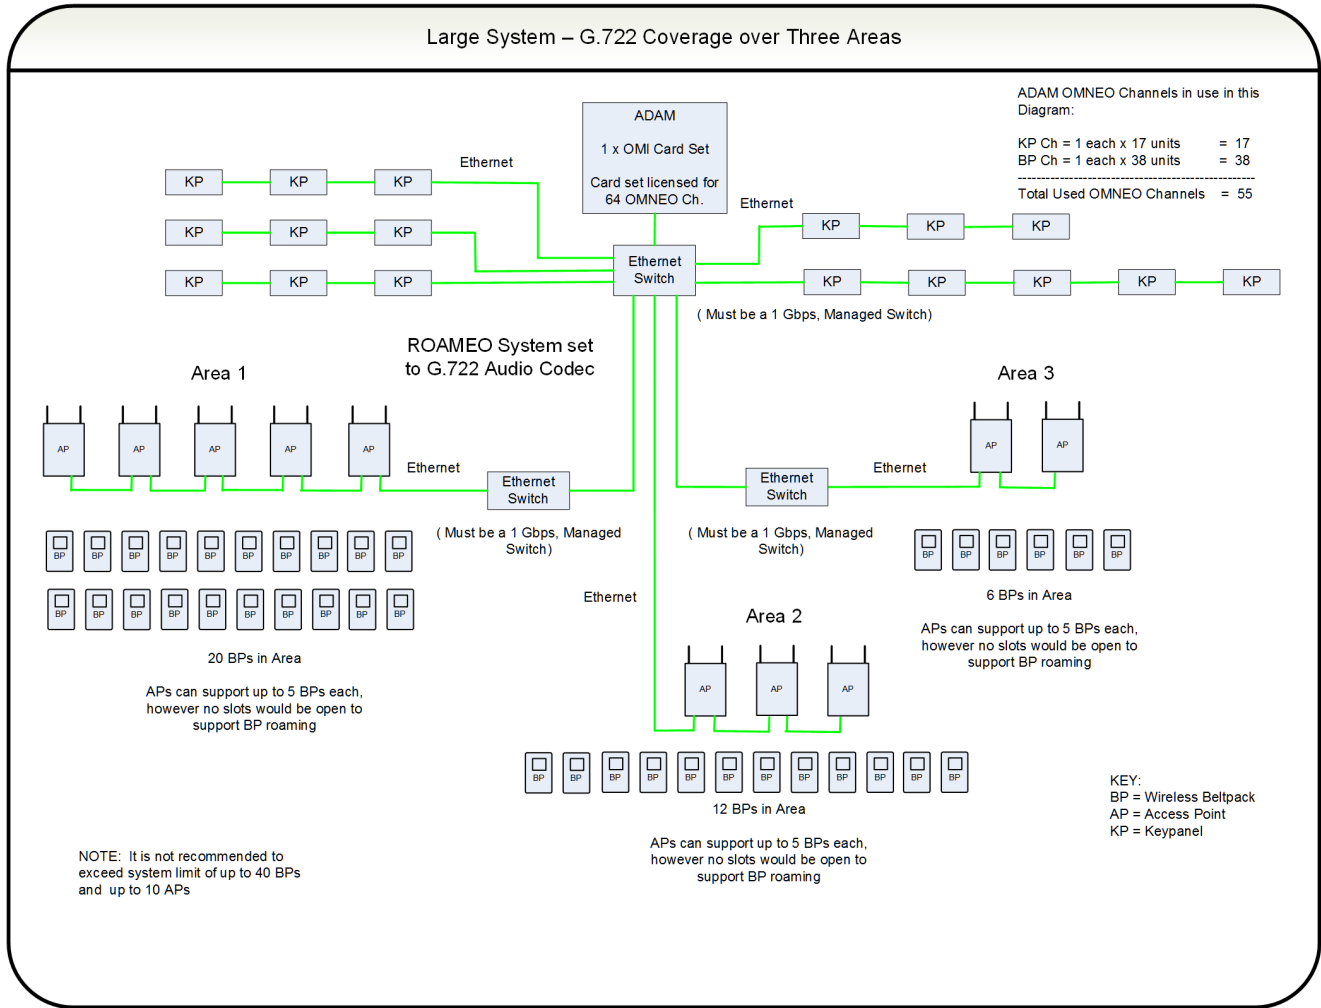 Large System – G.722 Coverage over Three Areas
ADAM
1 x OMI Card Set
Card set licensed for
64 OMNEO Ch.
ADAM OMNEO Channels in use in this
Diagram:
KP Ch = 1 each x 17 units = 17
BP Ch = 1 each x 38 units = 38
------------------------------------------------------
Total Used OMNEO Channels = 55
Ethernet
KP KP KP
Ethernet
KP KP KP
KP KP KP
KP KP KP
Ethernet
Switch
KP KP KP KP KP
( Must be a 1 Gbps, Managed Switch)
ROAMEO System set
to G.722 Audio Codec
Area 1
AP AP AP AP AP
Ethernet
Ethernet
Switch
( Must be a 1 Gbps, Managed
Switch)
BP BP BP BP BP BP BP BP BP BP
BP BP BP BP BP BP BP BP BP BP
20 BPs in Area
APs can support up to 5 BPs each,
however no slots would be open to
support BP roaming
Area 3
AP AP
Ethernet
Ethernet
Switch
( Must be a 1 Gbps, Managed
Switch)
BP BP BP BP BP BP
6 BPs in Area
APs can support up to 5 BPs each,
however no slots would be open to
support BP roaming
Ethernet
Area 2
AP AP AP
BP BP BP BP BP BP BP BP BP BP BP BP
12 BPs in Area
APs can support up to 5 BPs each,
however no slots would be open to
support BP roaming
KEY:
BP = Wireless Beltpack
AP = Access Point
KP = Keypanel
NOTE: It is not recommended to
exceed system limit of up to 40 BPs
and up to 10 APs